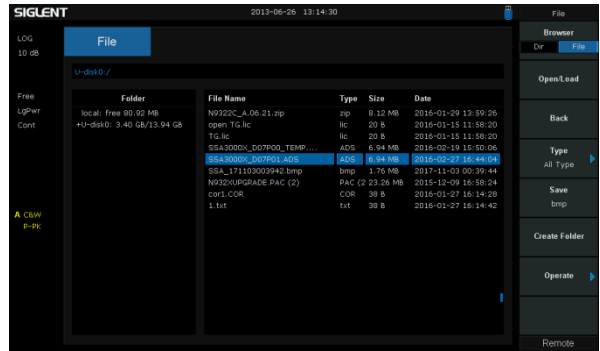 SIGLENT 2013-06-26 13:14:30 File
LOG
10 dB
Free
LgPwr
Cont
A C&W
P-PK
File
U-disk0:/
Folder
local: free 80.92 MB
+U-disk0: 3.40 GB/13.94 GB
File Name Type Size Date
N9322C_A.06.21.zip zip 8.12 MB 2016-01-29 13:59:26
open TG.lic lic 20 B 2016-01-15 11:58:20
TG.lic lic 20 B 2016-01-15 11:58:20
SSA3000X_D07P00_TEMP.... ADS 6.94 MB 2016-02-19 15:50:06
SSA3000X_D07P01.ADS ADS 6.94 MB 2016-02-27 16:44:04
SSA_171103003942.bmp bmp 1.76 MB 2017-11-03 00:39:44
N932XUPGRADE.PAC (2) PAC (2 23.26 MB 2015-12-09 16:58:24
cor1.COR COR 38 B 2016-01-27 16:14:28
1.txt txt 38 B 2016-01-27 16:14:42
Browser
Dir File
Open/Load
Back
Type
All Type
Save
bmp
Create Folder
Operate
Remote